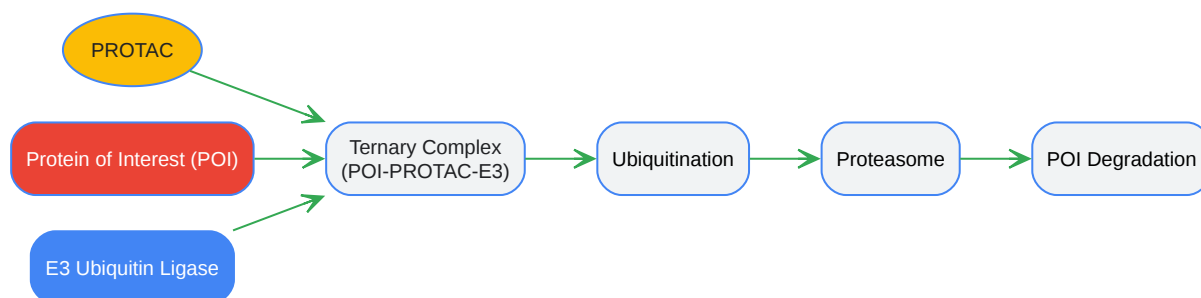 PROTAC
Protein of Interest (POI)
E3 Ubiquitin Ligase
Ternary Complex
(POI-PROTAC-E3)
Ubiquitination
Proteasome
POI Degradation